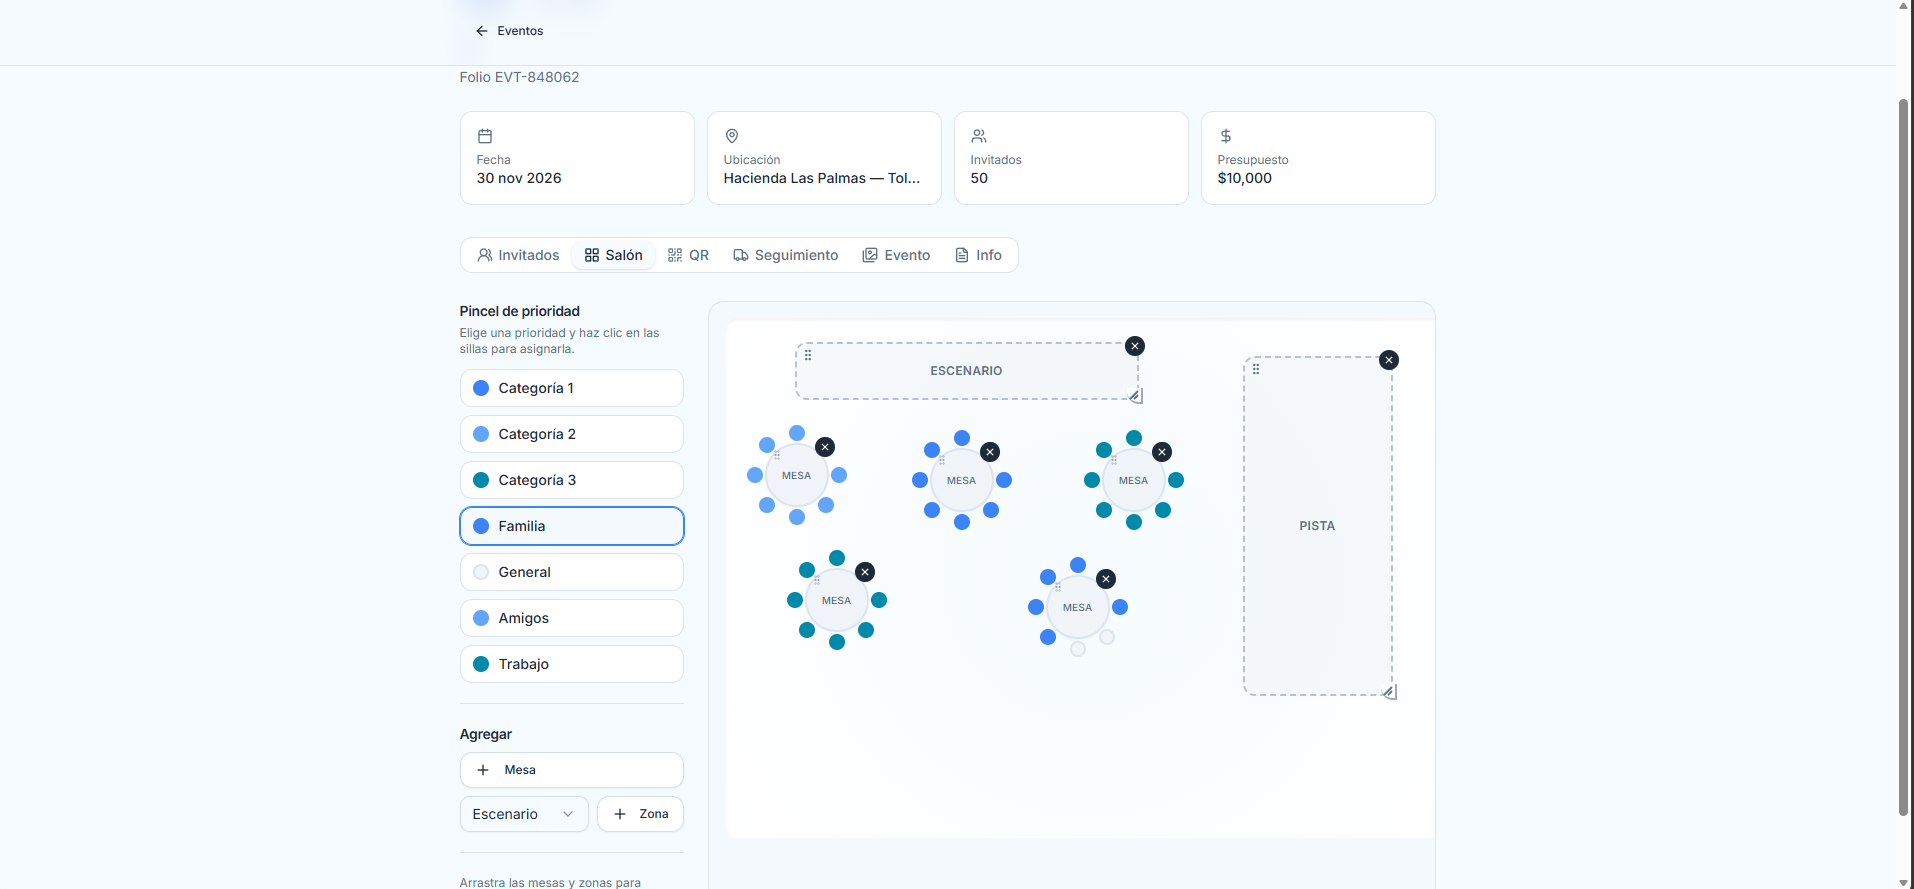 Eventos
Folio EVT-848062
Fecha
30 nov 2026
Ubicación
Hacienda Las Palmas — Tol...
Invitados
50
Presupuesto
$10,000
Invitados
Salón
QR
Seguimiento
Evento
Info
Pincel de prioridad
Elige una prioridad y haz clic en las
sillas para asignarla.
Categoría 1
Categoría 2
Categoría 3
Familia
General
Amigos
Trabajo
Agregar
Mesa
Escenario
Zona
Arrastra las mesas y zonas para
ESCENARIO
PISTA
MESA
MESA
MESA
MESA
MESA